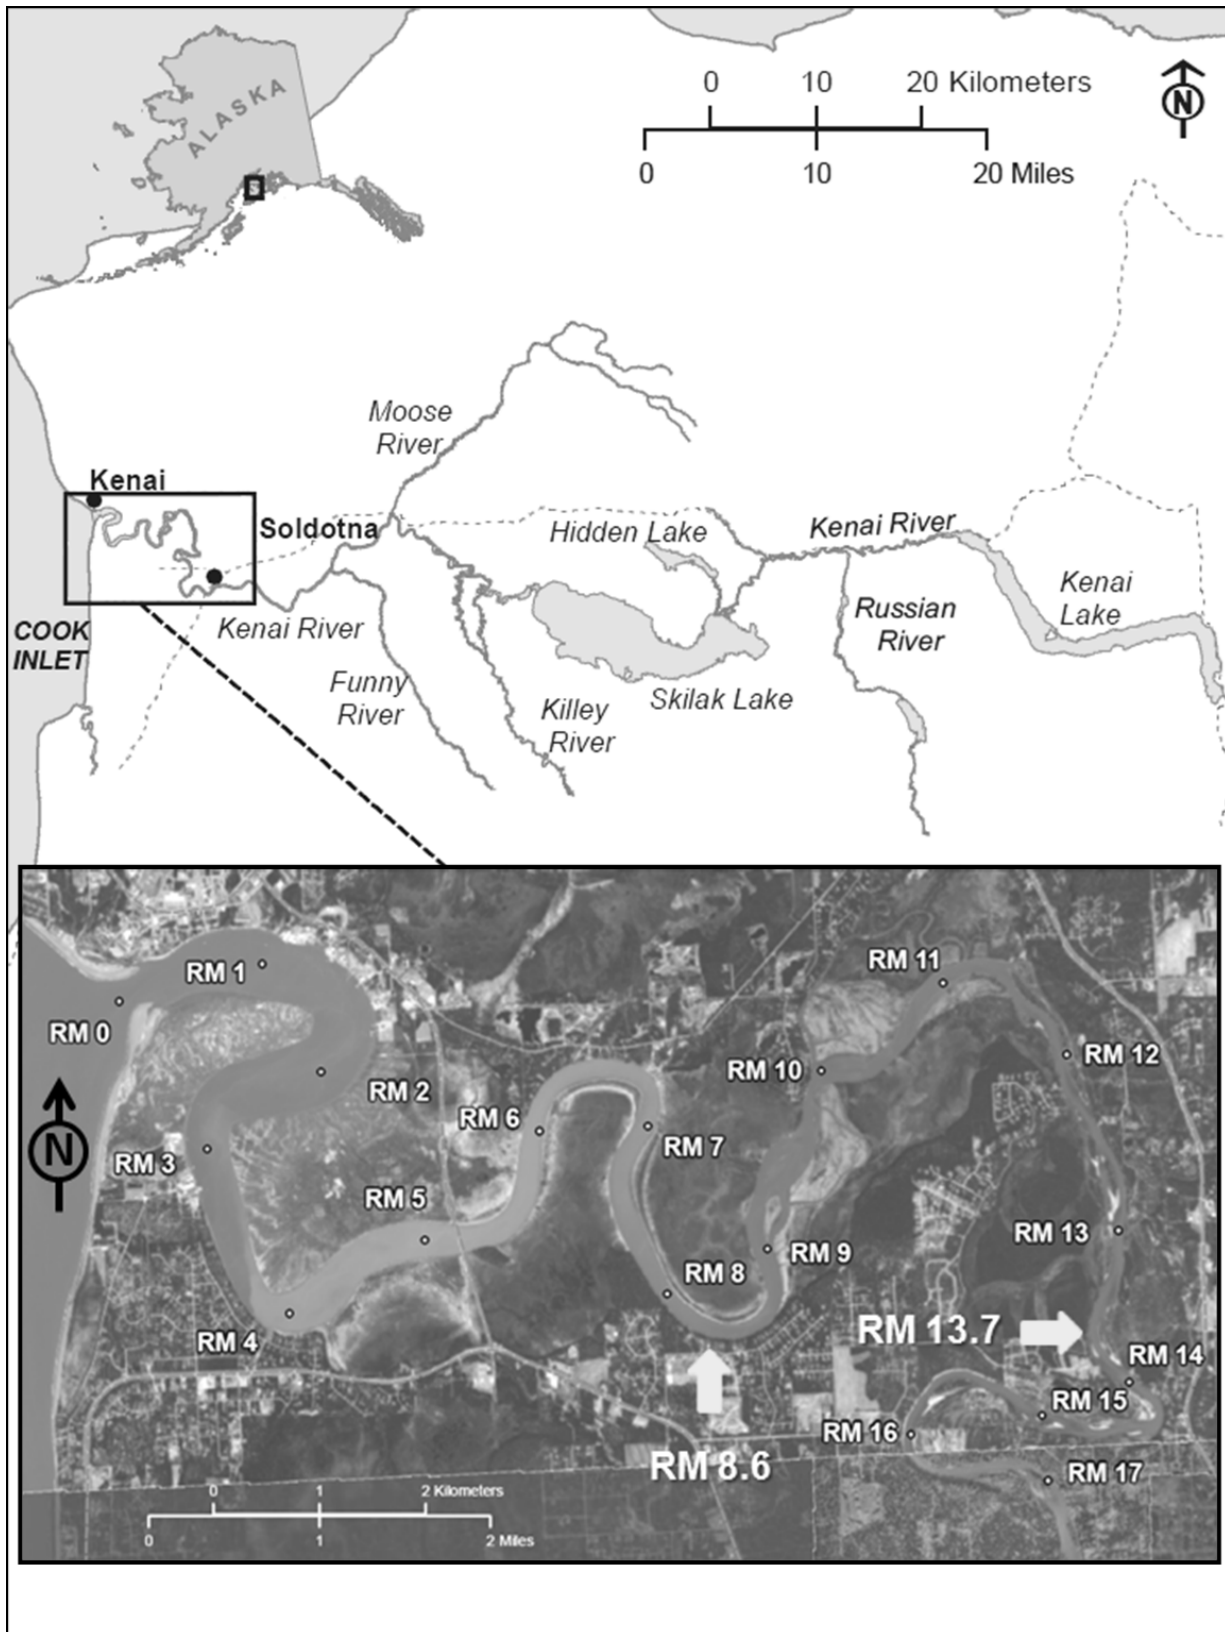 0 10 20 Kilometers
N
ALASKA
0 10 20 Miles
Moose
River
Kenai
Soldotna
Hidden Lake
Kenai River
Kenai
Lake
Russian
River
COOK
INLET
Kenai River
Funny
River
Killey
River
Skilak Lake
RM 0
RM 1
RM 2
RM 3
RM 4
RM 5
RM 6
RM 7
RM 8
RM 9
RM 10
RM 11
RM 12
RM 13
RM 13.7
RM 14
RM 15
RM 16
RM 17
RM 8.6
N
0 1 2 Kilometers
0 1 2 Miles